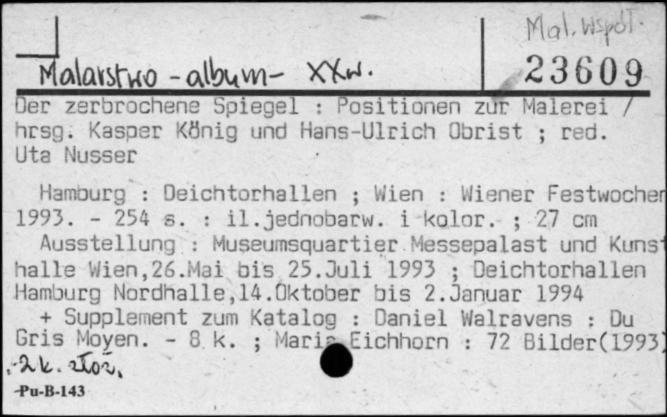 Mal. współ.
Malarstwo - album - XXw.
23609
Der zerbrochene Spiegel : Positionen zur Malerei /
hrsg. Kasper König und Hans-Ulrich Obrist ; red.
Uta Nusser
Hamburg : Deichtorhallen ; Wien : Wiener Festwochen
1993. - 254 s. : il.jednobarw. i kolor. ; 27 cm
Ausstellung : Museumsquartier Messepalast und Kunst
halle Wien,26.Mai bis 25.Juli 1993 ; Deichtorhallen
Hamburg Nordhalle,14.Oktober bis 2.Januar 1994
+ Supplement zum Katalog : Daniel Walravens : Du
Gris Moyen. - 8 k. ; Maria Eichhorn : 72 Bilder(1993)
.-2 k. złoż.
Pu-B-143